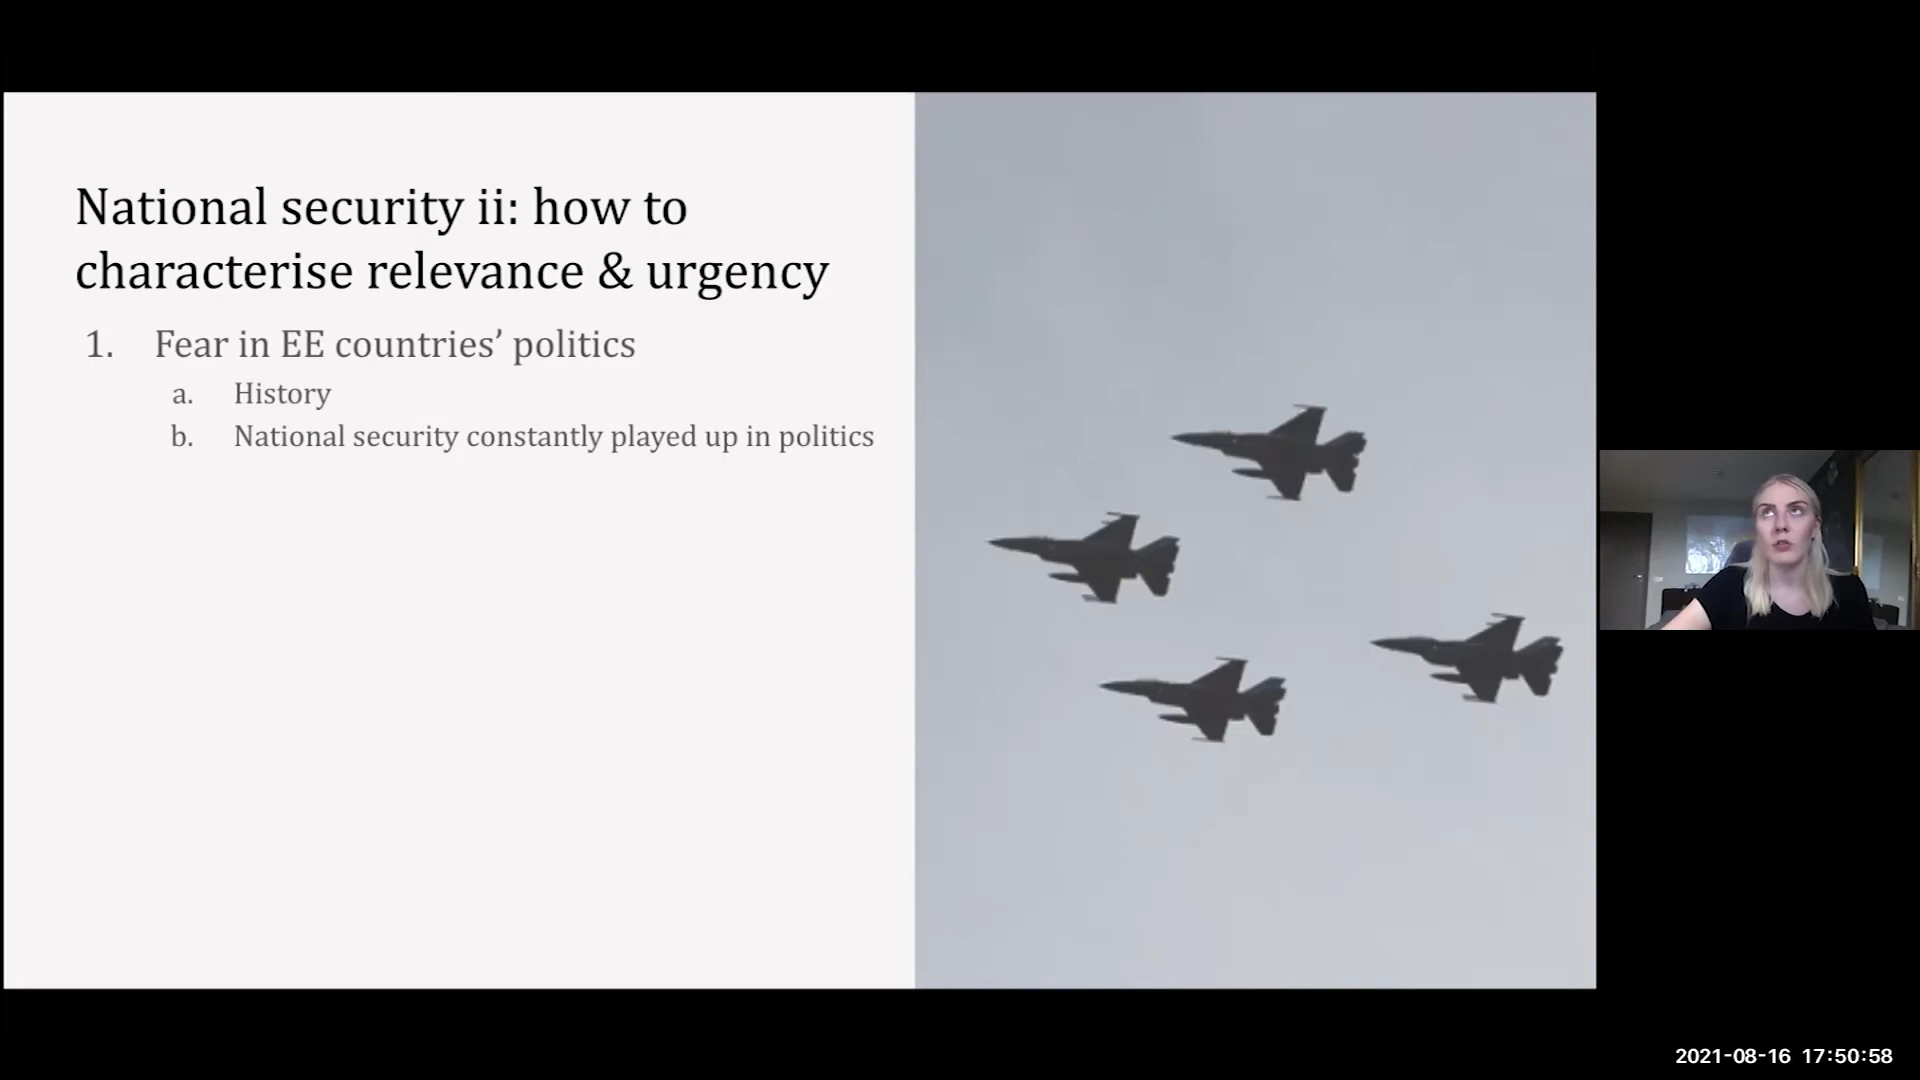 National security ii: how to
characterise relevance & urgency
1. Fear in EE countries’ politics
a. History
b. National security constantly played up in politics
2021-08-16 17:50:58